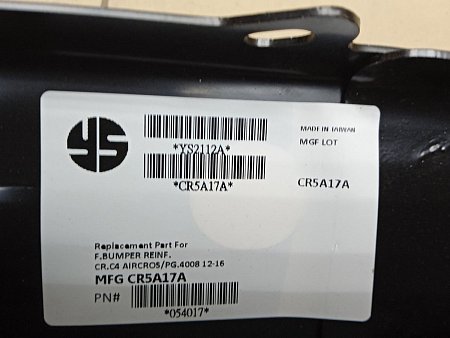 YS
*YS2112A*
*CR5A17A*
MADE IN TAIWAN
MGF LOT
CR5A17A
Replacement Part For
F.BUMPER REINF.
CR.C4 AIRCROS/PG.4008 12-16
MFG CR5A17A
PN#
*054017*